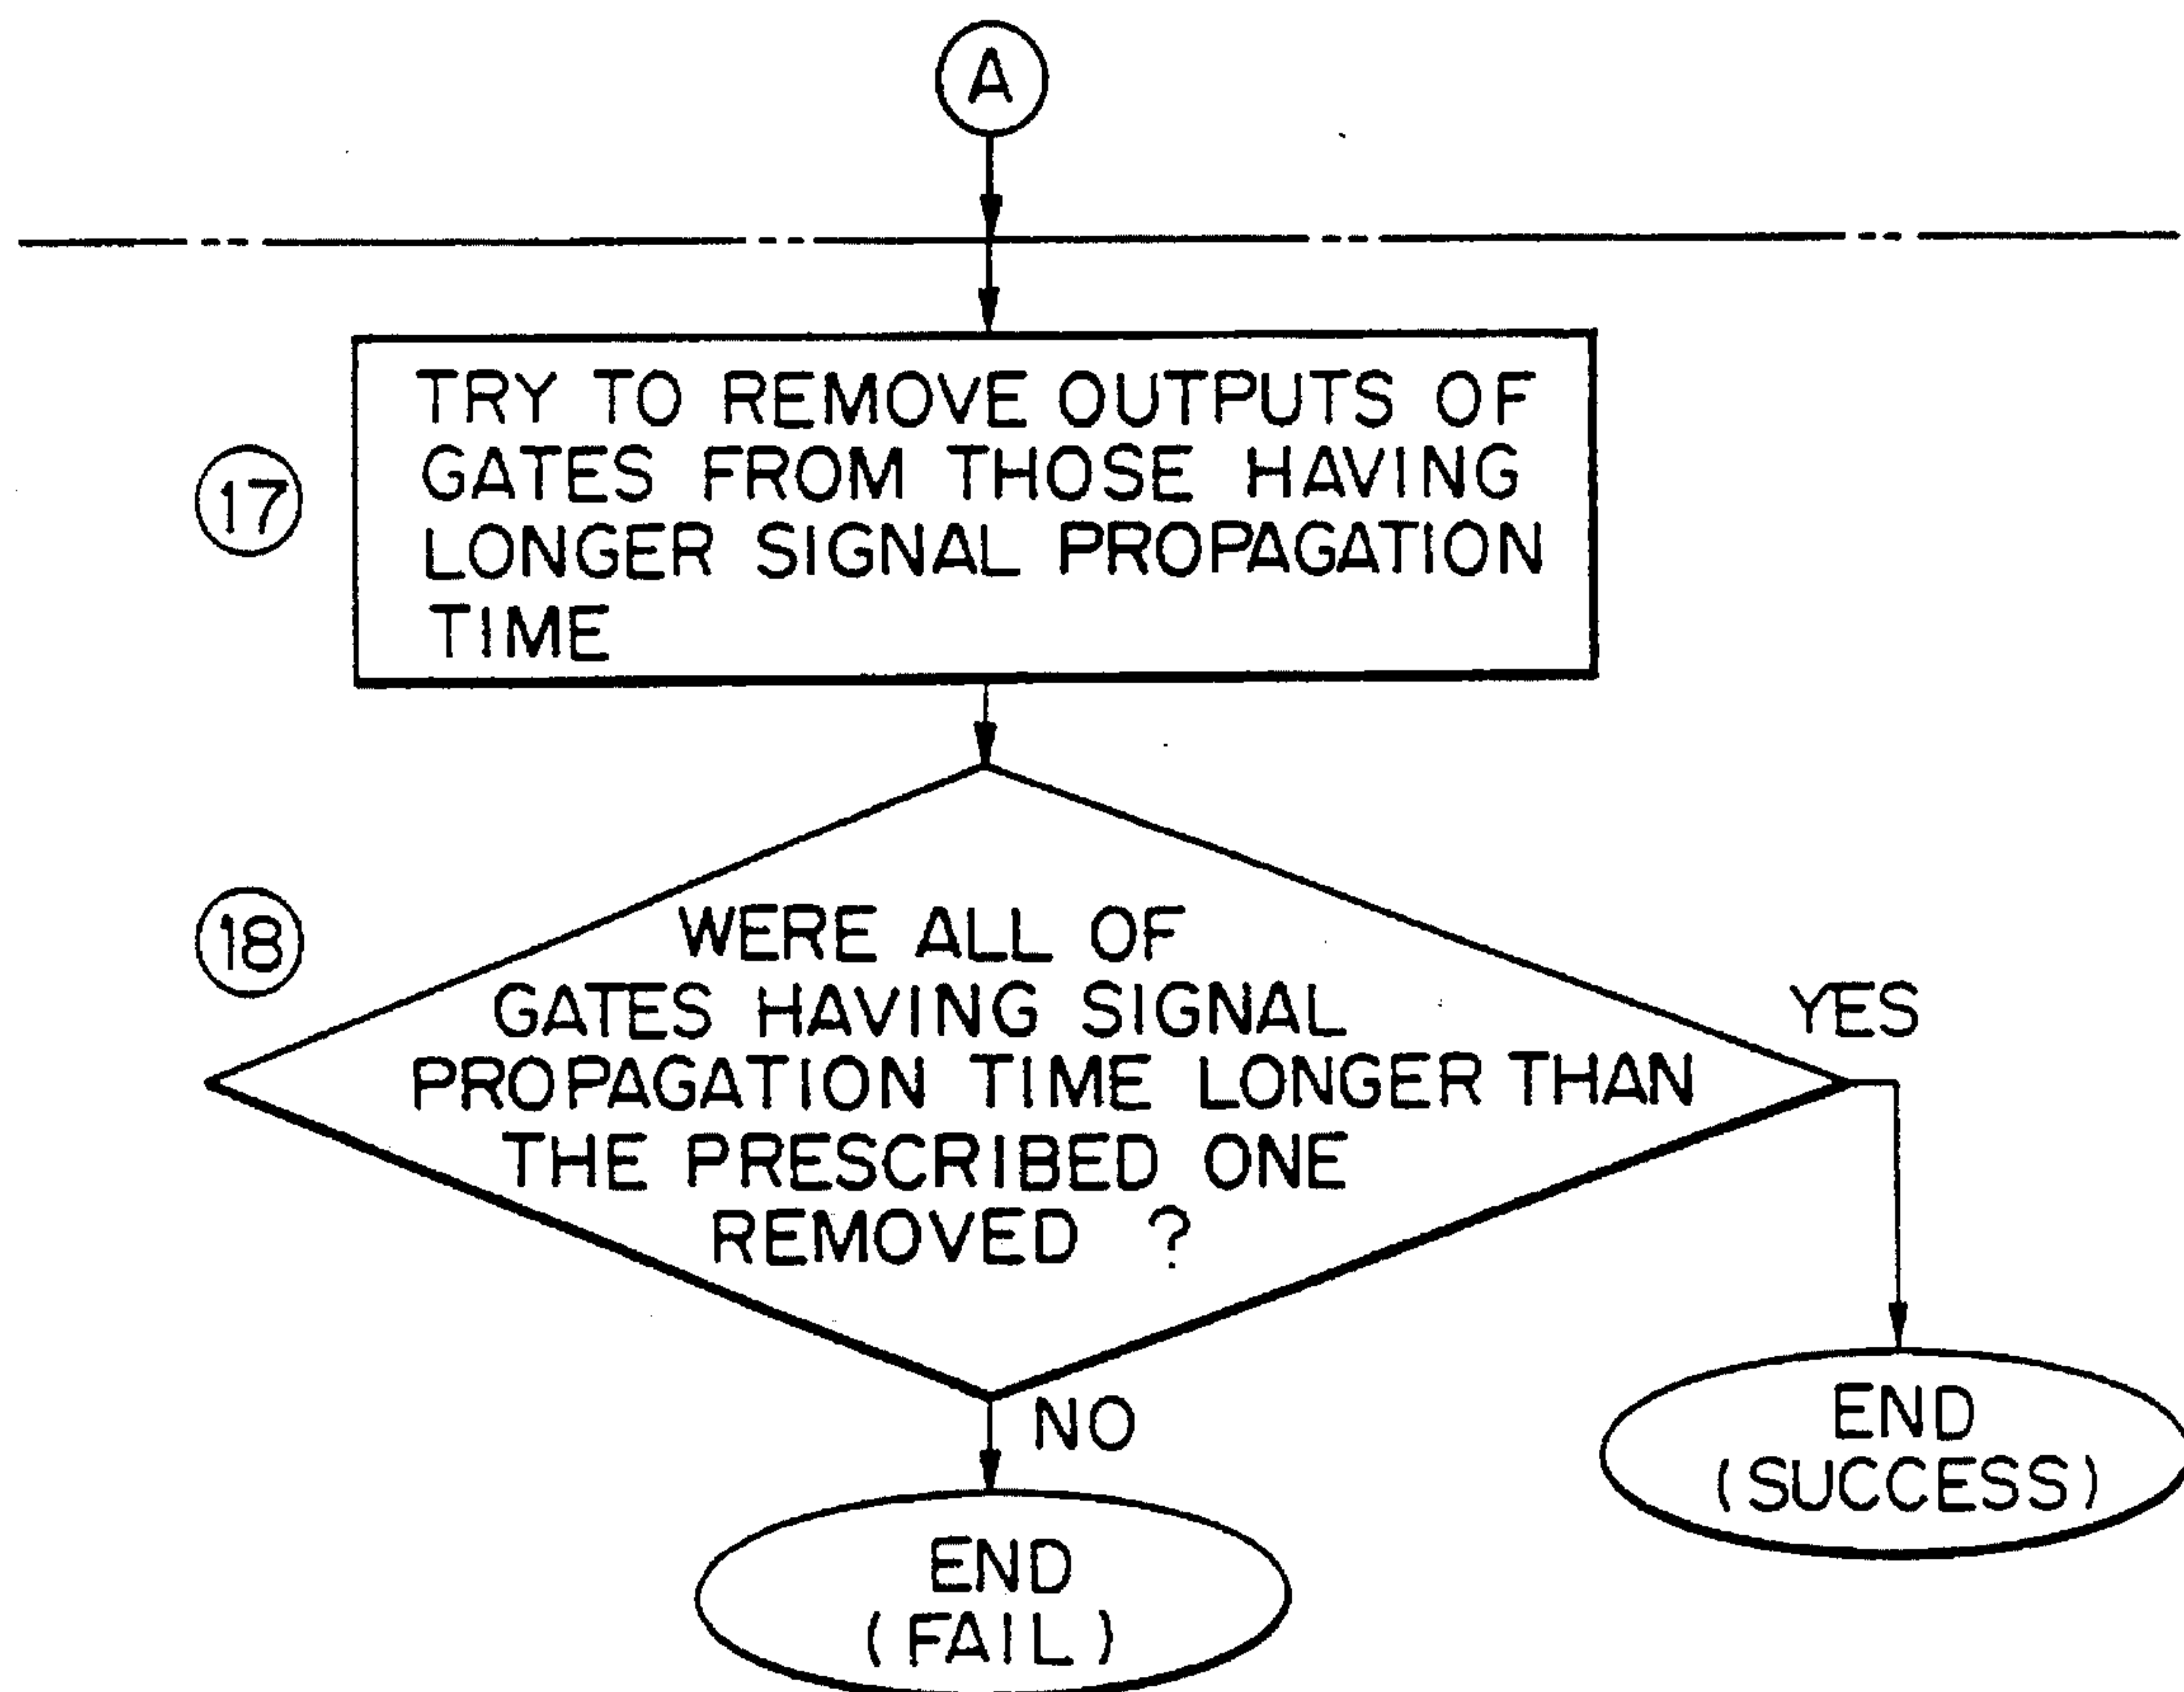 A
17
TRY TO REMOVE OUTPUTS OF
GATES FROM THOSE HAVING
LONGER SIGNAL PROPAGATION
TIME
18
WERE ALL OF
GATES HAVING SIGNAL
PROPAGATION TIME LONGER THAN
THE PRESCRIBED ONE
REMOVED ?
YES
NO
END
(SUCCESS)
END
(FAIL)